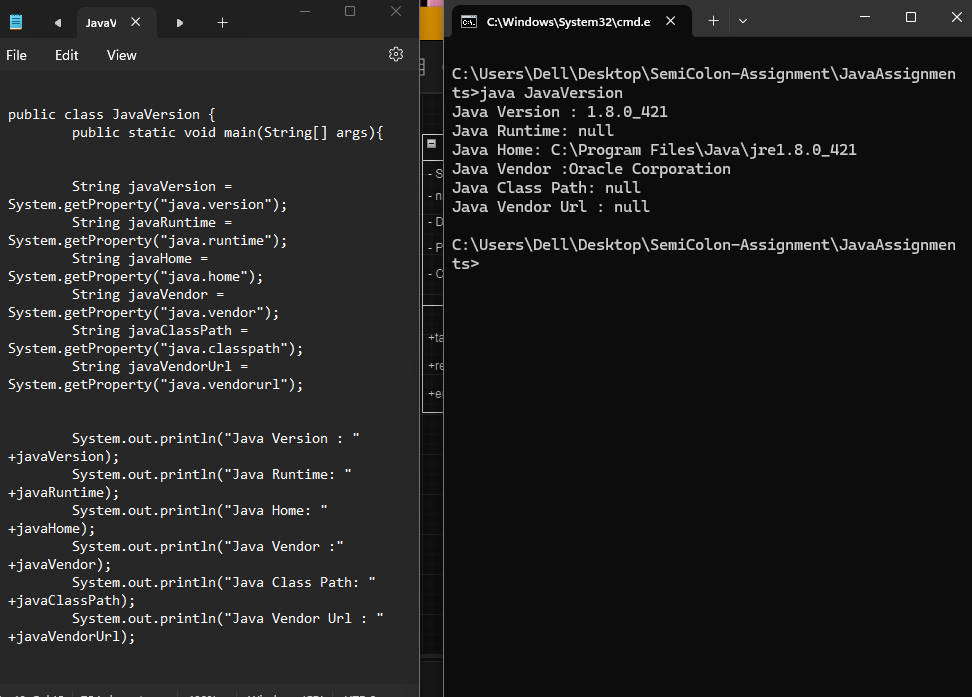 JavaV
File Edit View
public class JavaVersion {
public static void main(String[] args){
String javaVersion =
System.getProperty("java.version");
String javaRuntime =
System.getProperty("java.runtime");
String javaHome =
System.getProperty("java.home");
String javaVendor =
System.getProperty("java.vendor");
String javaClassPath =
System.getProperty("java.classpath");
String javaVendorUrl =
System.getProperty("java.vendorurl");
System.out.println("Java Version : "
+javaVersion);
System.out.println("Java Runtime: "
+javaRuntime);
System.out.println("Java Home: "
+javaHome);
System.out.println("Java Vendor :"
+javaVendor);
System.out.println("Java Class Path: "
+javaClassPath);
System.out.println("Java Vendor Url : "
+javaVendorUrl);
- S
- n
- D
- P
- C
+ta
+re
+e
C:\Windows\System32\cmd.e
C:\Users\Dell\Desktop\SemiColon-Assignment\JavaAssignmen
ts>java JavaVersion
Java Version : 1.8.0_421
Java Runtime: null
Java Home: C:\Program Files\Java\jre1.8.0_421
Java Vendor :Oracle Corporation
Java Class Path: null
Java Vendor Url : null
C:\Users\Dell\Desktop\SemiColon-Assignment\JavaAssignmen
ts>